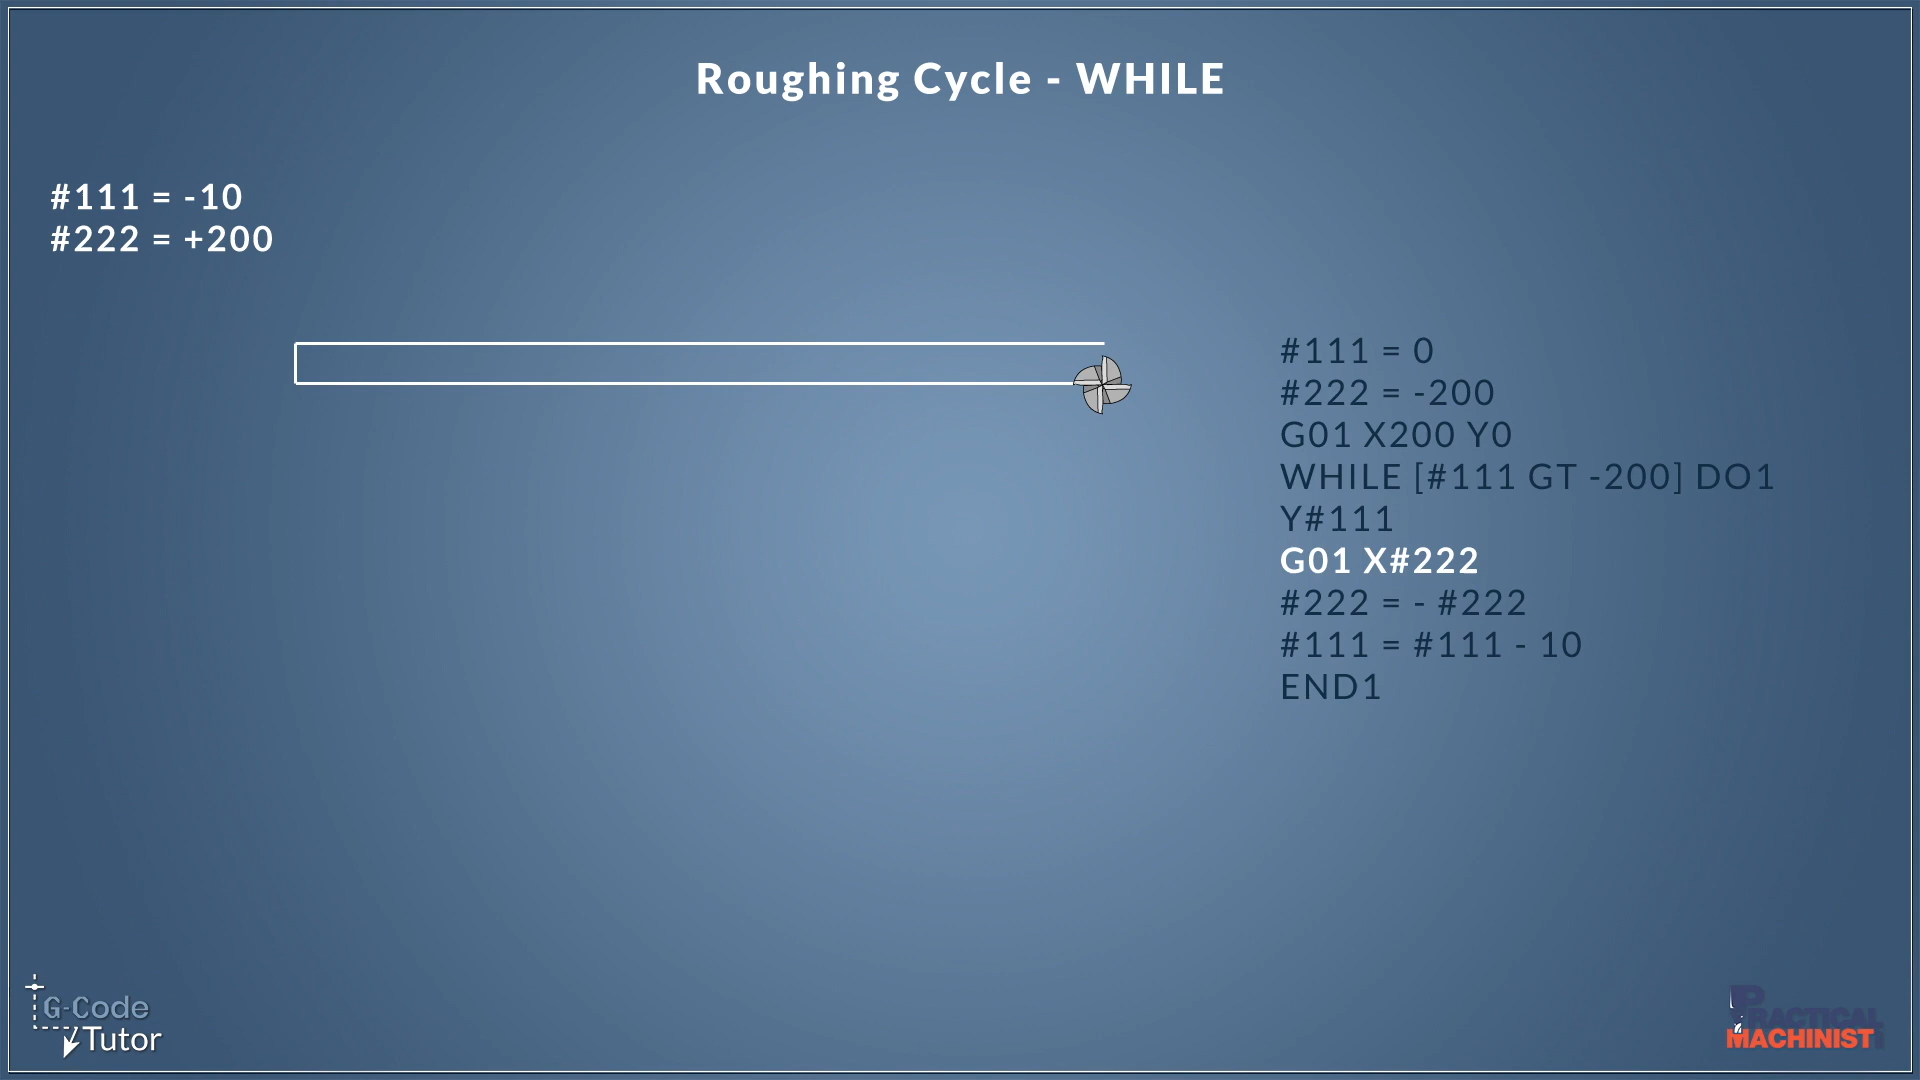 Roughing Cycle - WHILE
#111 = -10
#222 = +200
#111 = 0
#222 = -200
G01 X200 Y0
WHILE [#111 GT -200] DO1
Y#111
G01 X#222
#222 = - #222
#111 = #111 - 10
END1
G-Code
Tutor
PRACTICAL
MACHINIST